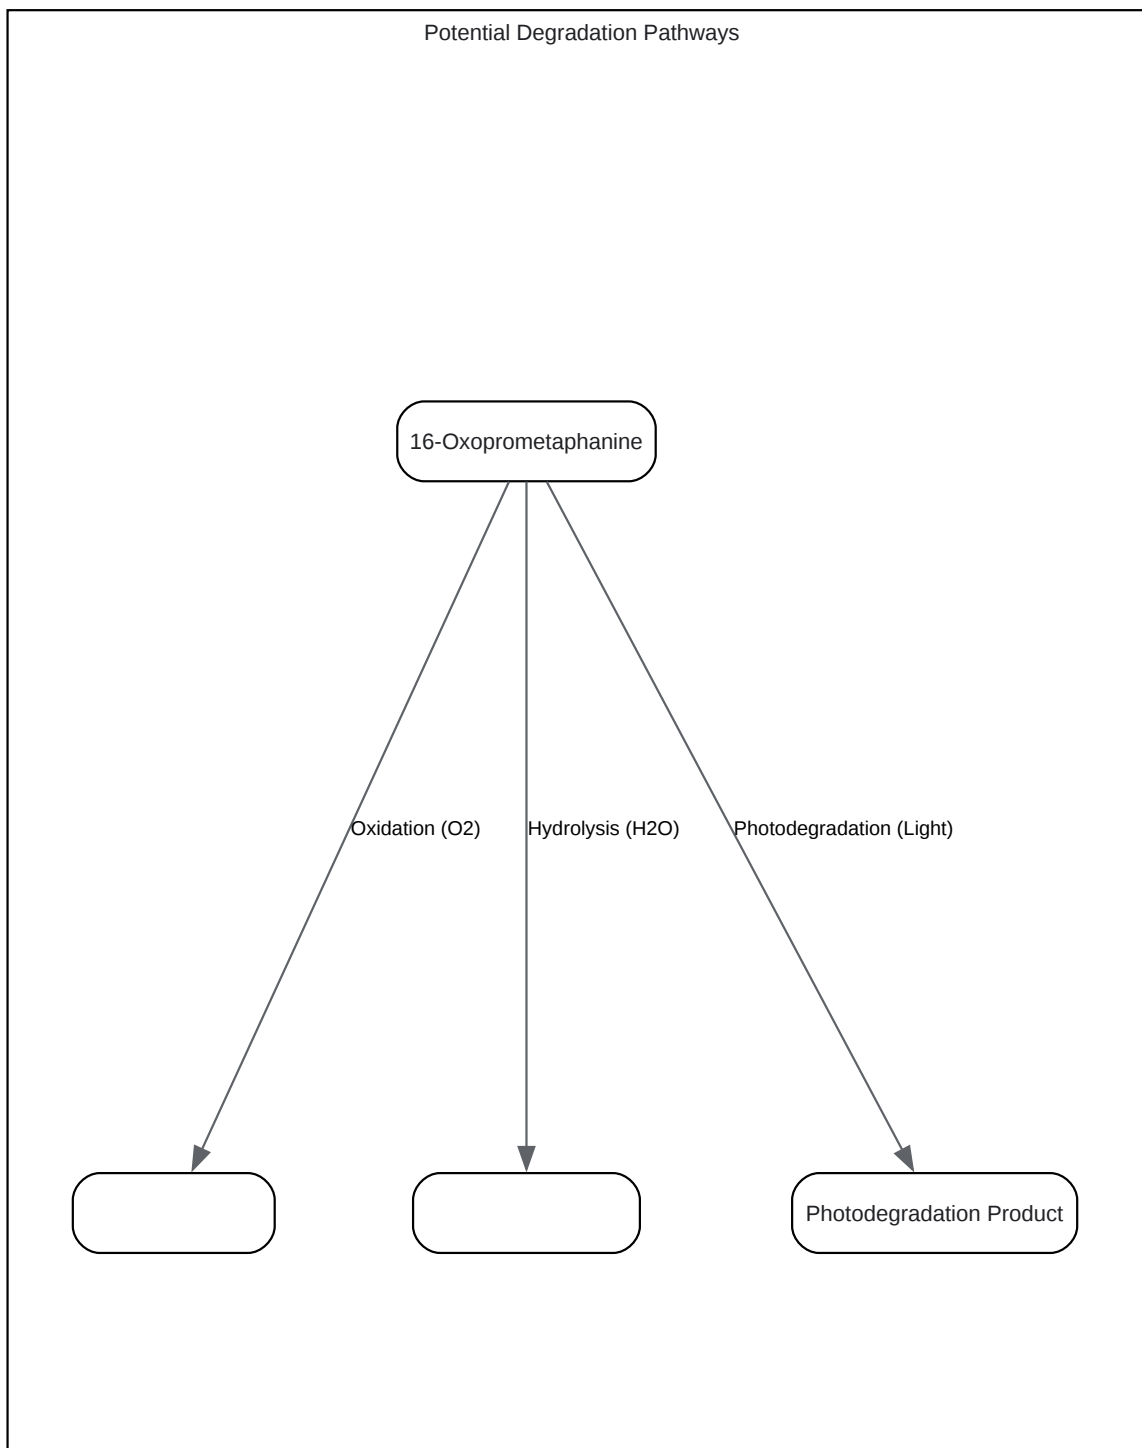 Potential Degradation Pathways
16-Oxoprometaphanine
Oxidation (O2)
Hydrolysis (H2O)
Photodegradation (Light)
Photodegradation Product